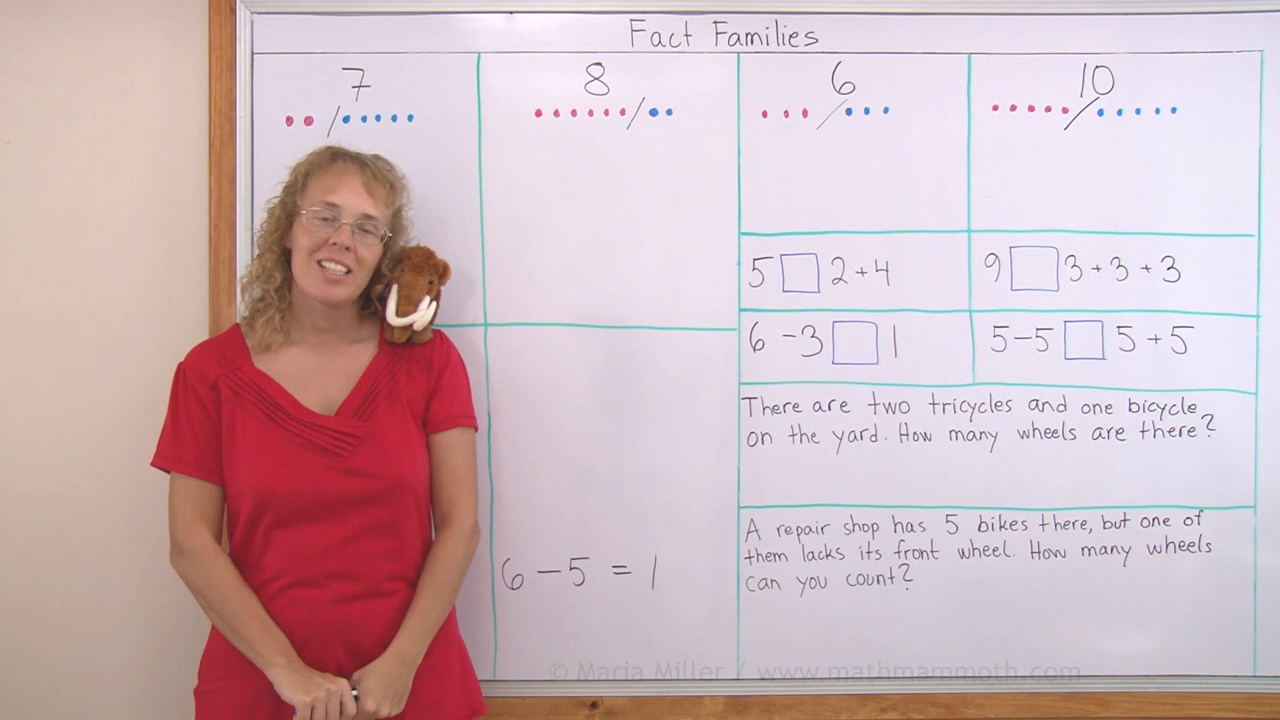 Fact Families
7
8
6
10
5 □ 2+4
9 □ 3+3+3
6-3 □ 1
5-5 □ 5+5
There are two tricycles and one bicycle
on the yard. How many wheels are there?
A repair shop has 5 bikes there, but one of
them lacks its front wheel. How many wheels
can you count?
6-5 = 1
© Maria Miller / www.mathmammoth.com